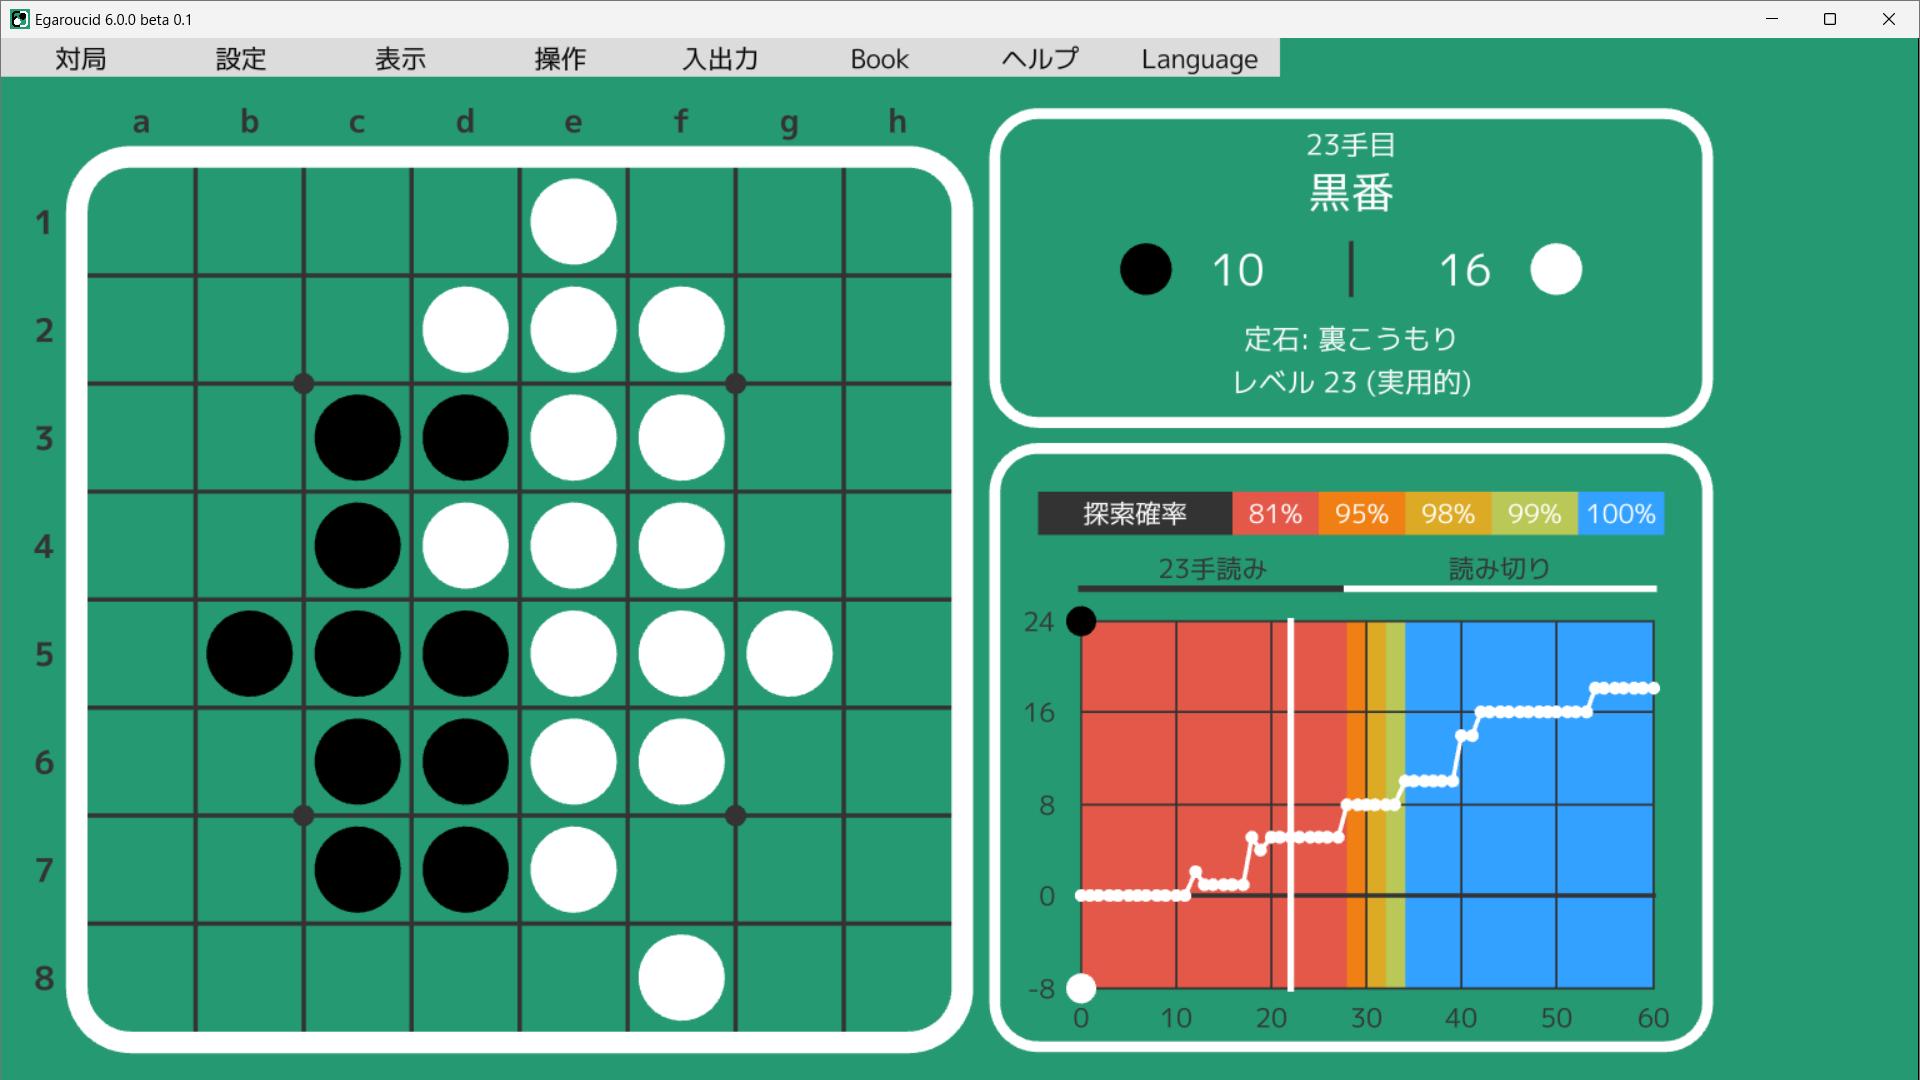 Egaroucid 6.0.0 beta 0.1
対局 設定 表示 操作 入出力 Book ヘルプ Language
a b c d e f g h
1
2
3
4
5
6
7
8
23手目
黒番
10 16
定石: 裏こうもり
レベル 23 (実用的)
探索確率 81% 95% 98% 99% 100%
23手読み 読み切り
24
16
8
0
-8
0 10 20 30 40 50 60